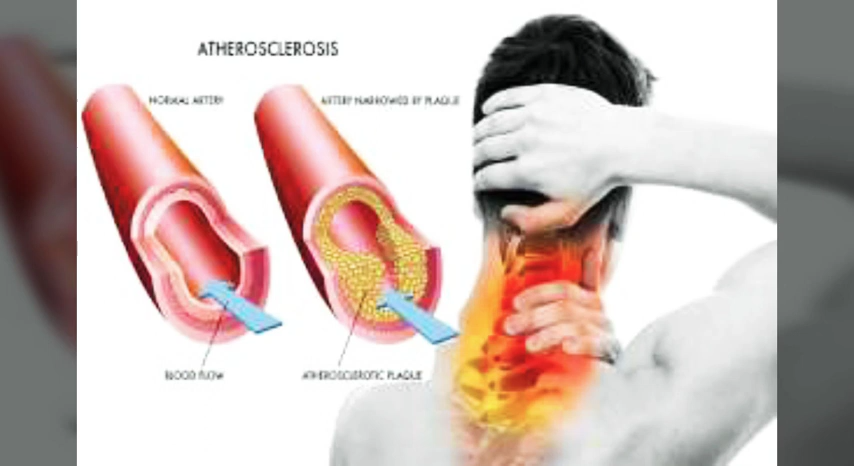 ATHEROSCLEROSIS
NORMAL ARTERY
ARTERY NARROWED BY PLAQUE
BLOOD FLOW
ATHEROSCLEROTIC PLAQUE